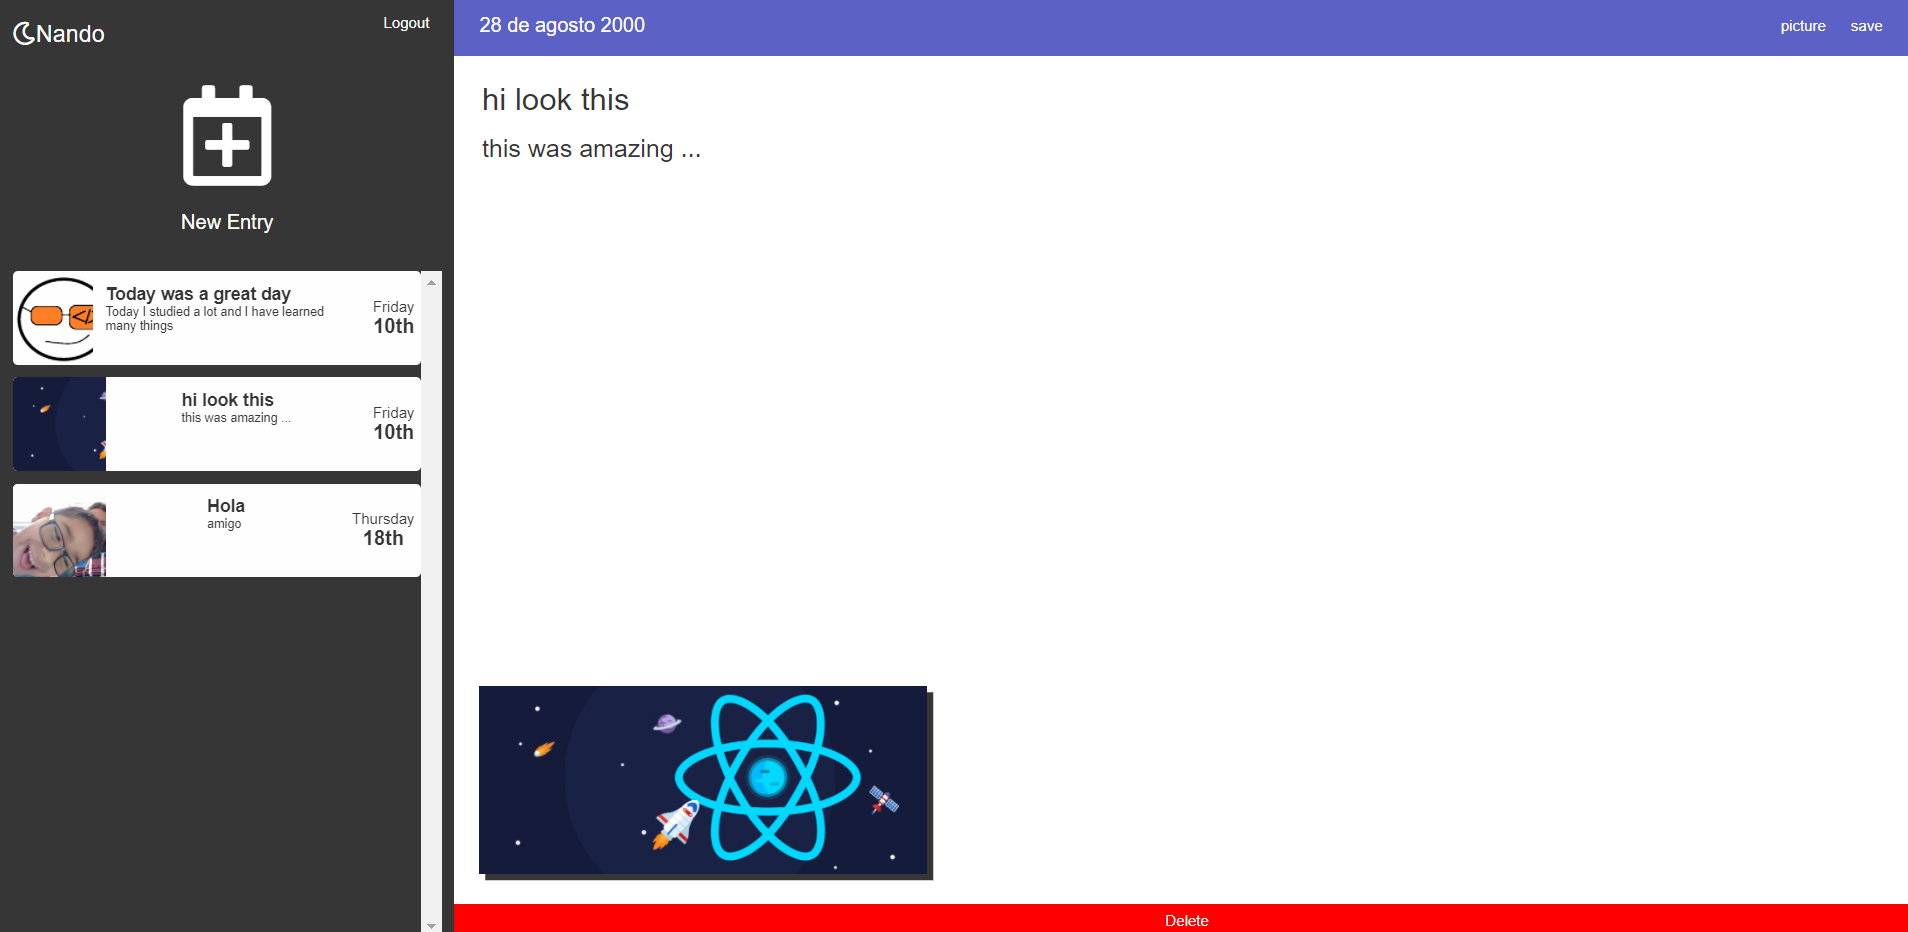 Nando
Logout
New Entry
Today was a great day
Today I studied a lot and I have learned
many things
Friday
10th
hi look this
this was amazing ...
Friday
10th
Hola
amigo
Thursday
18th
28 de agosto 2000
picture
save
hi look this
this was amazing ...
Delete